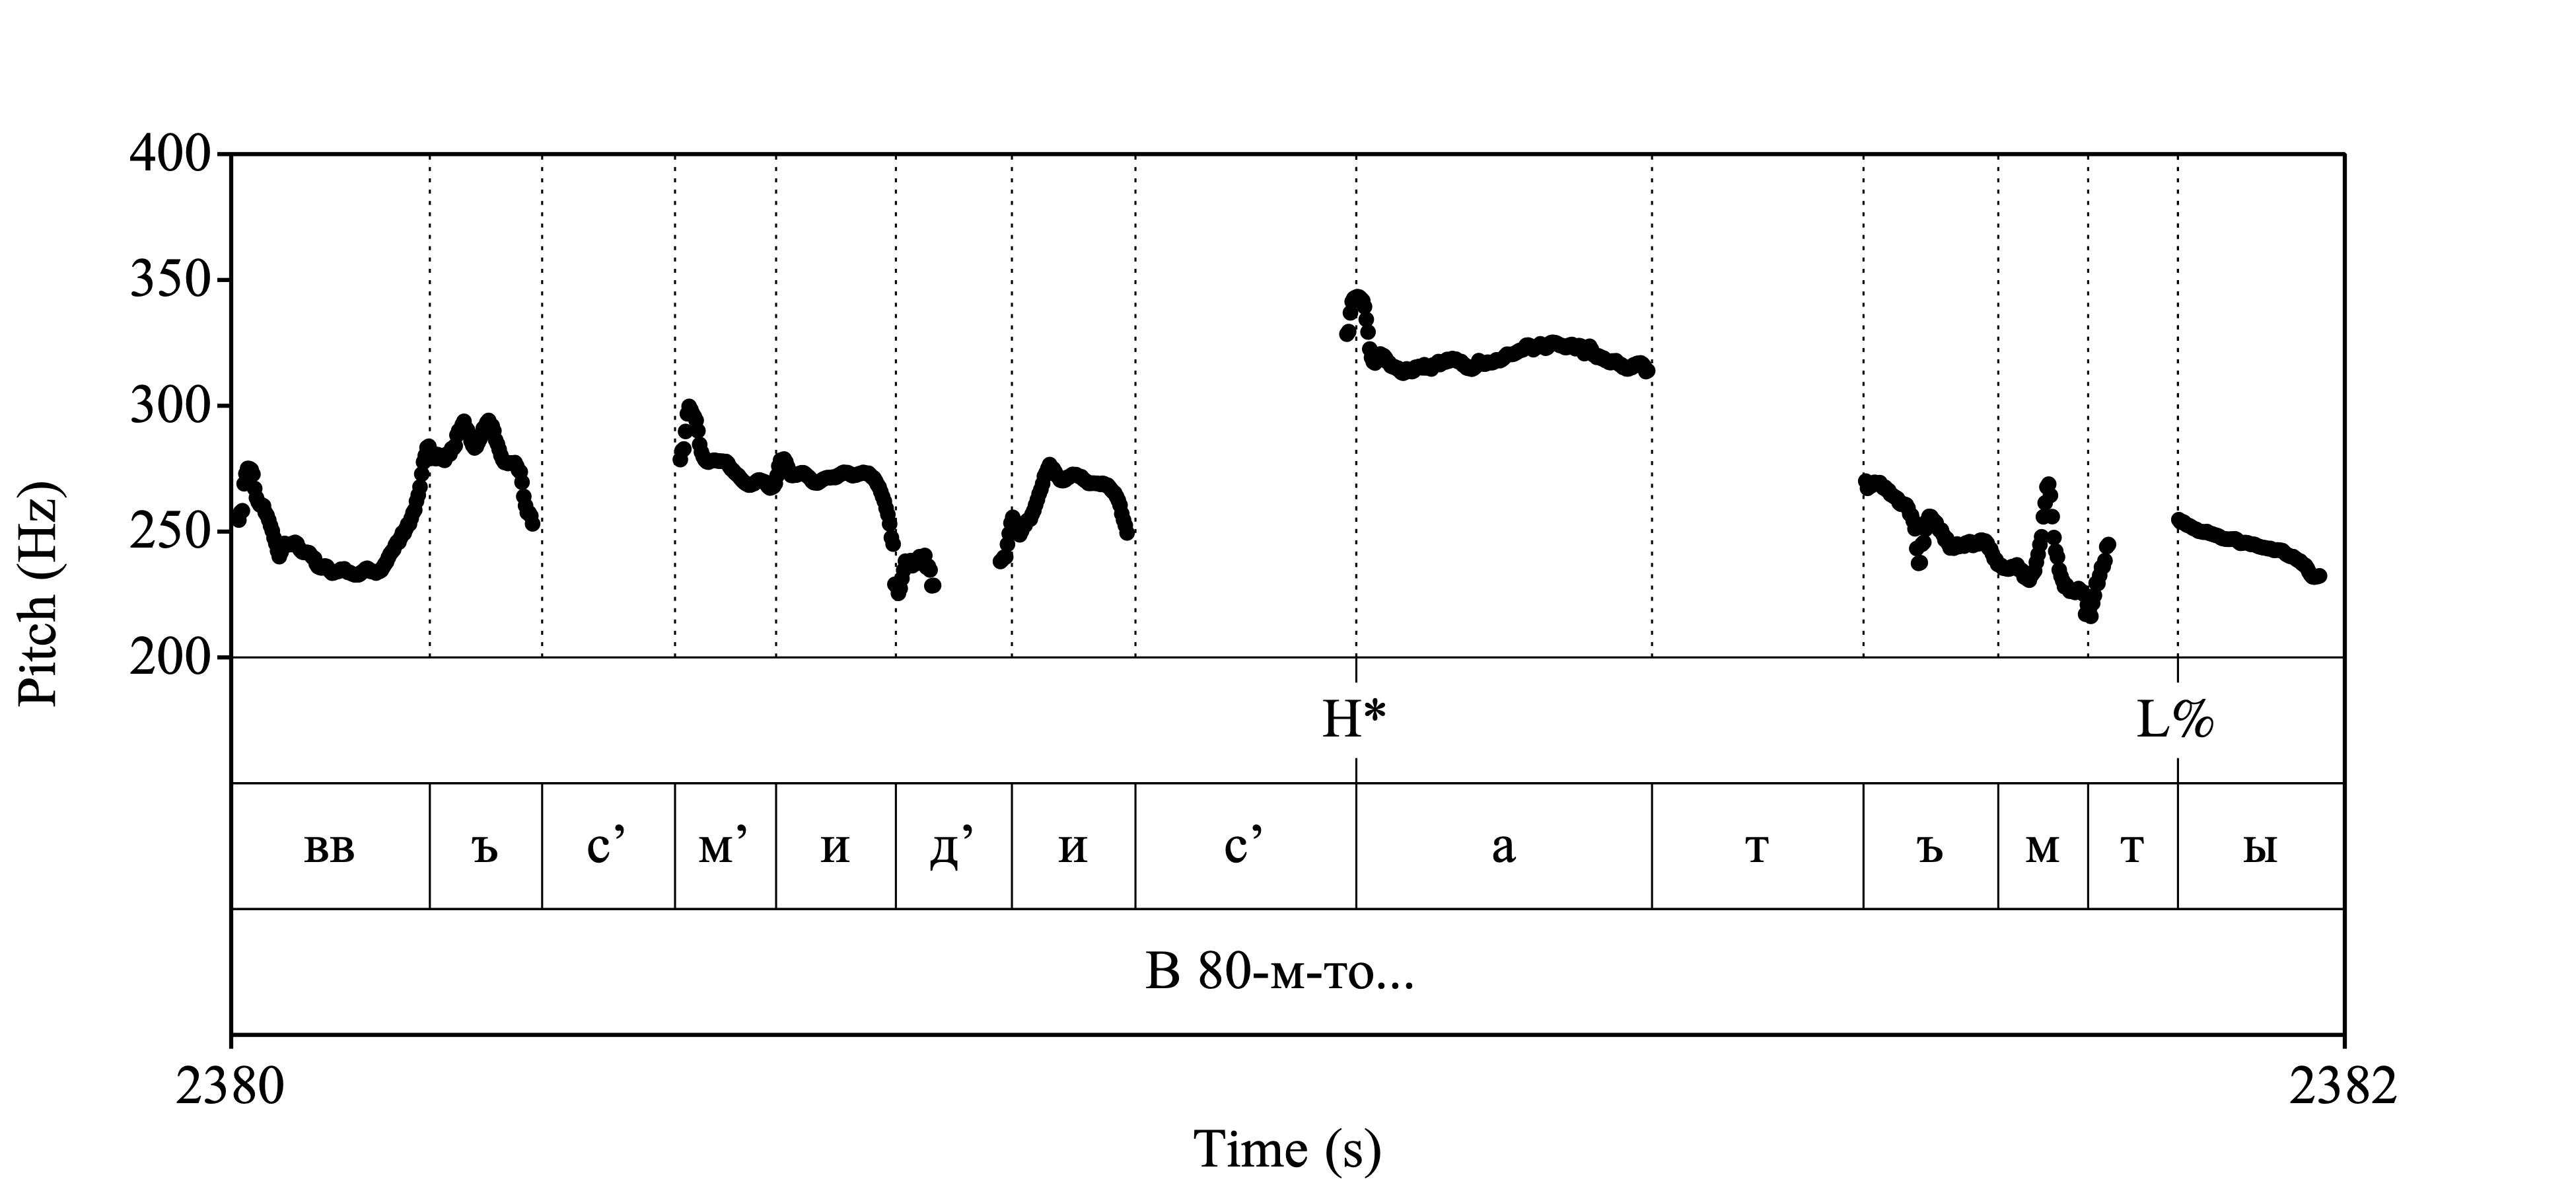 400
350
300
250
200
Pitch (Hz)
H* L%
вв ъ с’ м’ и д’ и с’ а т ъ м т ы
В 80-м-то...
2380 2382
Time (s)